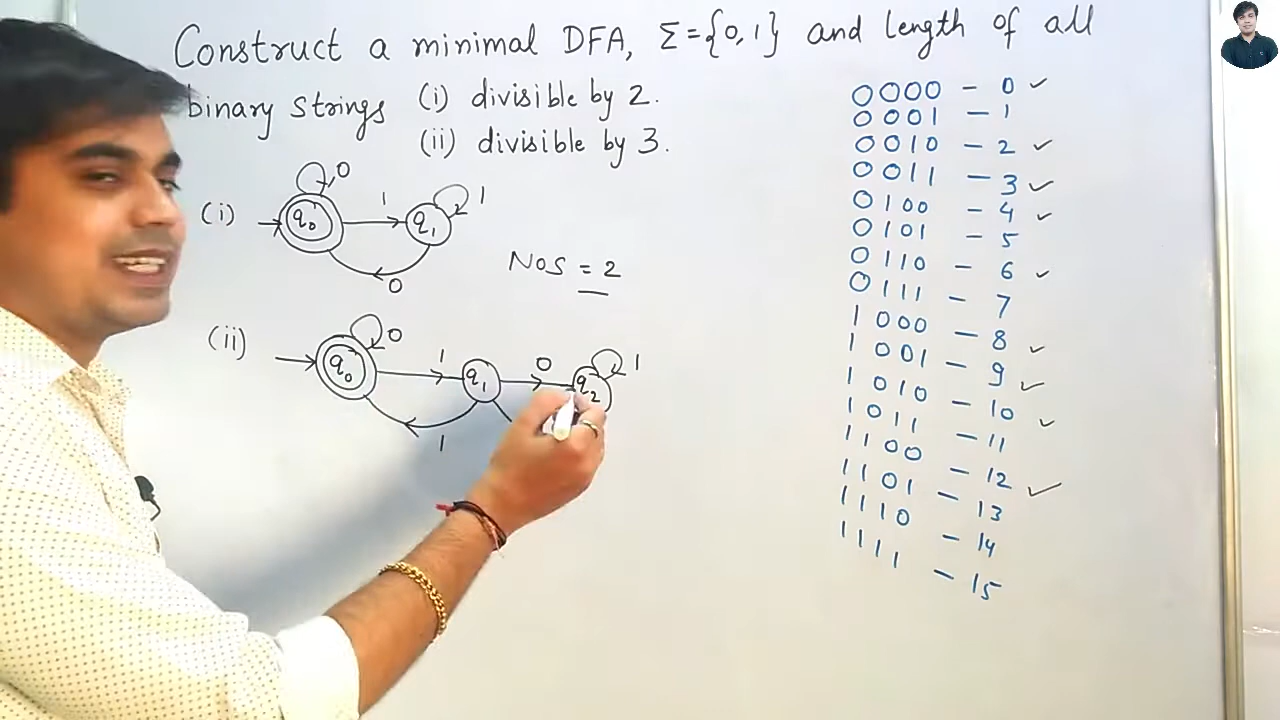 Construct a minimal DFA, Σ={0,1} and length of all
binary strings (i) divisible by 2.
(ii) divisible by 3.
(i)
q0
0
1
q1
1
0
NOS = 2
(ii)
q0
0
1
q1
0
q2
1
1
0000 - 0 ✓
0001 - 1
0010 - 2 ✓
0011 - 3 ✓
0100 - 4 ✓
0101 - 5
0110 - 6 ✓
0111 - 7
1000 - 8 ✓
1001 - 9 ✓
1010 - 10 ✓
1011 - 11
1100 - 12 ✓
1101 - 13
1110 - 14
1111 - 15